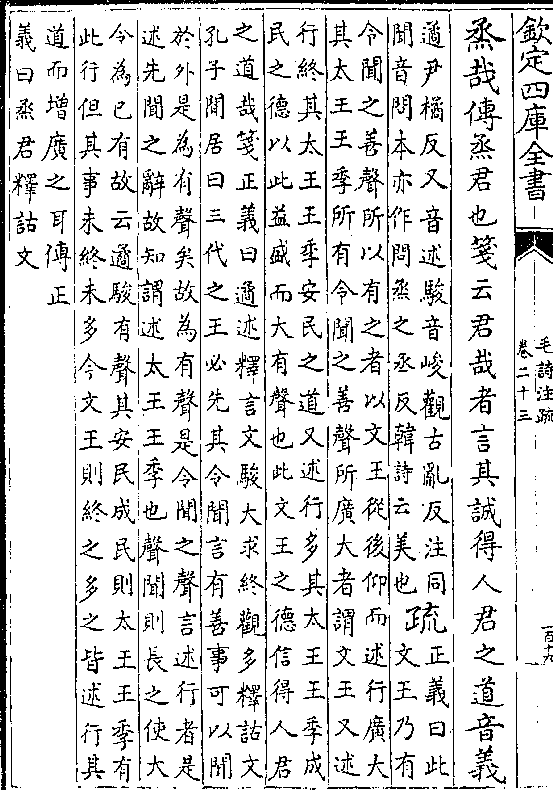 欽定四庫全書
毛詩注疏
卷二十三
百十九
烝哉傳烝君也箋云君哉者言其誠得人君之道音義
遹尹橘反又音述駿音峻觀古亂反注同
聞音問本亦作問烝之丞反韓詩云美也
疏
正義曰此
文王乃有
令聞之善聲所以有之者以文王從後仰而述行廣大
其太王王季所有令聞之善聲所廣大者謂文王又述
行終其太王王季安民之道又述行多其太王王季成
民之德以此益盛而大有聲也此文王之德信得人君
之道哉箋正義曰遹述釋言文駿大求終觀多釋詁文
孔子閒居曰三代之王必先其令聞言有善事可以聞
於外是為有聲矣故為有聲是令聞之聲言述行者是
述先聞之辭故知謂述太王王季也聲聞則長之使大
今為已有故云遹駿有聲其安民成民則太王王季有
此行但其事未終未多今文王則終之多之皆述行其
道而增廣之耳傳正
義曰烝君釋詁文